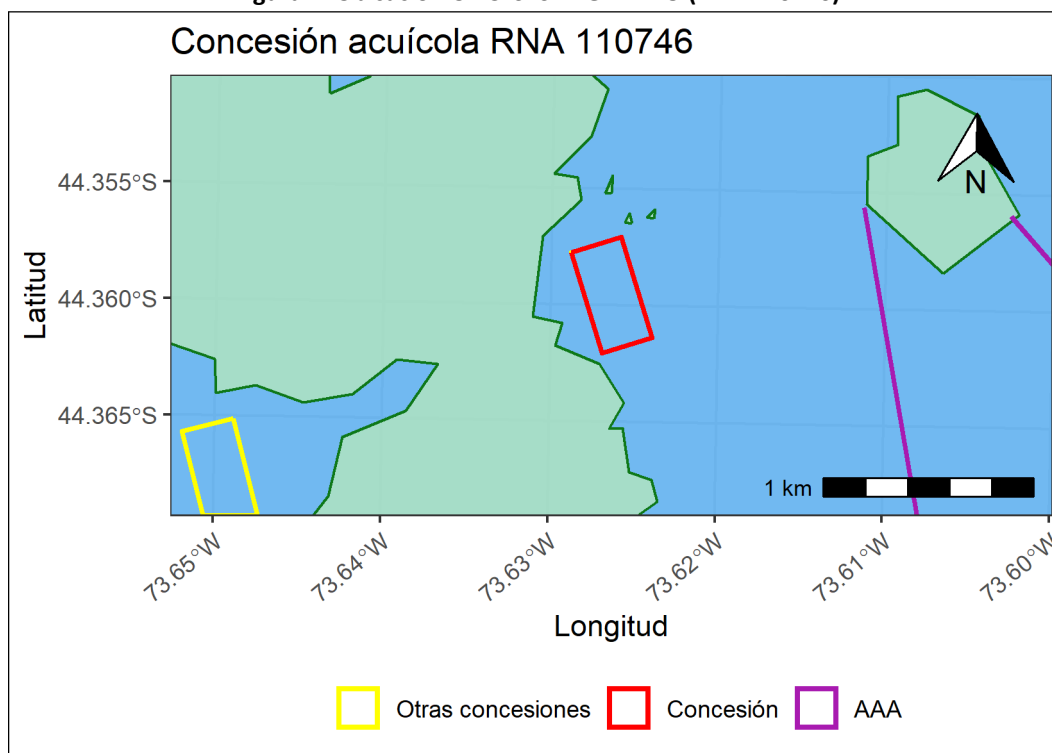 Concesión acuícola RNA 110746
N
44.355°S
44.360°S
44.365°S
Latitud
1 km
73.65°W
73.64°W
73.63°W
73.62°W
73.61°W
73.60°W
Longitud
Otras concesiones
Concesión
AAA